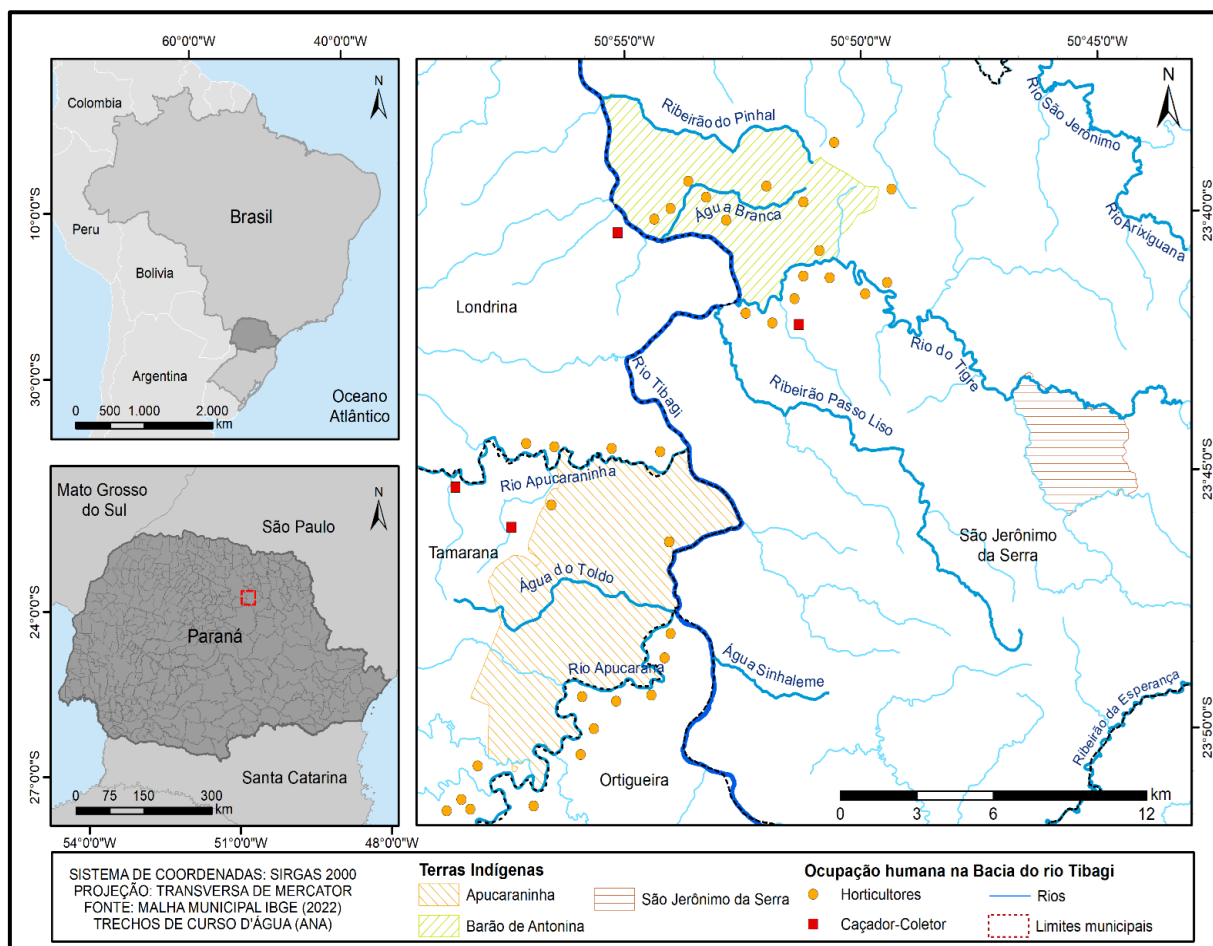 60°0'0"W
40°0'0"W
N
Colombia
Peru
Brasil
Bolívia
Argentina
Oceano
Atlântico
10°0'0"S
30°0'0"S
0 500 1.000 2.000
km
N
Mato Grosso
do Sul
São Paulo
Paraná
Santa Catarina
24°0'0"S
27°0'0"S
0 75 150 300
km
54°0'0"W
51°0'0"W
48°0'0"W
50°55'0"W
50°50'0"W
50°45'0"W
N
Ribeirão do Pinhal
Rio São Jerônimo
Água Branca
Rio Arixiguana
Londrina
Rio Tibagi
Rio do Tigre
Ribeirão Passo Liso
Rio Apucaraninha
Tamarana
São Jerônimo
da Serra
Água do Toldo
Rio Apucarana
Água Sinhaleme
Ribeirão da Esperança
Ortigueira
23°40'0"S
23°45'0"S
23°50'0"S
km
0 3 6 12
SISTEMA DE COORDENADAS: SIRGAS 2000
PROJEÇÃO: TRANSVERSA DE MERCATOR
FONTE: MALHA MUNICIPAL IBGE (2022)
TRECHOS DE CURSO D'ÁGUA (ANA)
Terras Indígenas
Apucaraninha
Barão de Antonina
São Jerônimo da Serra
Ocupação humana na Bacia do rio Tibagi
Horticultores
Caçador-Coletor
Rios
Limites municipais